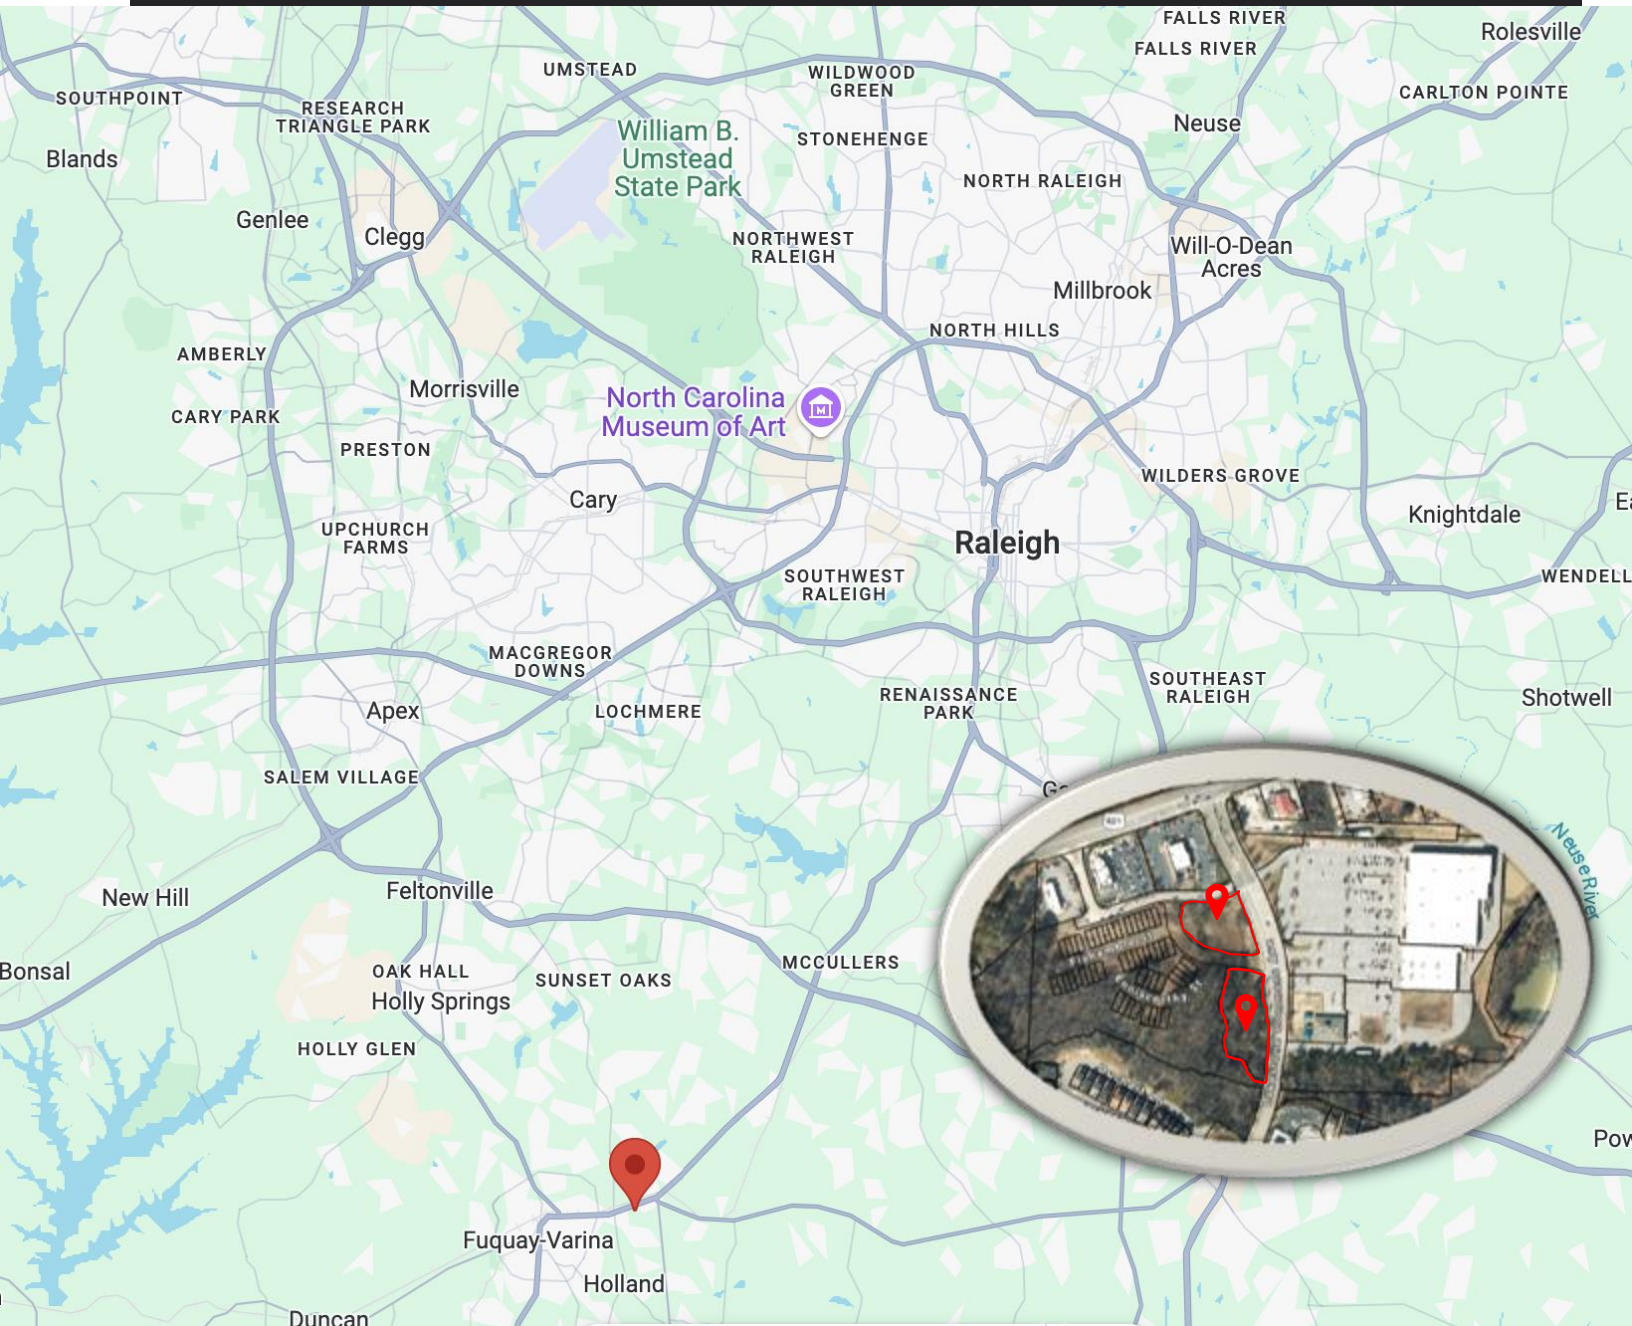 FALLS RIVER
Rolesville
FALLS RIVER
UMSTEAD
WILDWOOD
GREEN
SOUTHPOINT
CARLTON POINTE
RESEARCH
TRIANGLE PARK
Neuse
William B.
Umstead
State Park
STONEHENGE
Blands
NORTH RALEIGH
Genlee
Clegg
NORTHWEST
RALEIGH
Will-O-Dean
Acres
Millbrook
NORTH HILLS
AMBERLY
Morrisville
North Carolina
Museum of Art
M
CARY PARK
PRESTON
WILDERS GROVE
Cary
Knightdale
Ea
UPCHURCH
FARMS
Raleigh
SOUTHWEST
RALEIGH
WENDELL
MACGREGOR
DOWNS
SOUTHEAST
RALEIGH
RENAISSANCE
PARK
Shotwell
Apex
LOCHMERE
SALEM VILLAGE
Ga
401
Neuse River
New Hill
Feltonville
MCCULLERS
Bonsal
OAK HALL
SUNSET OAKS
Holly Springs
HOLLY GLEN
Pow
Fuquay-Varina
Holland
Duncan